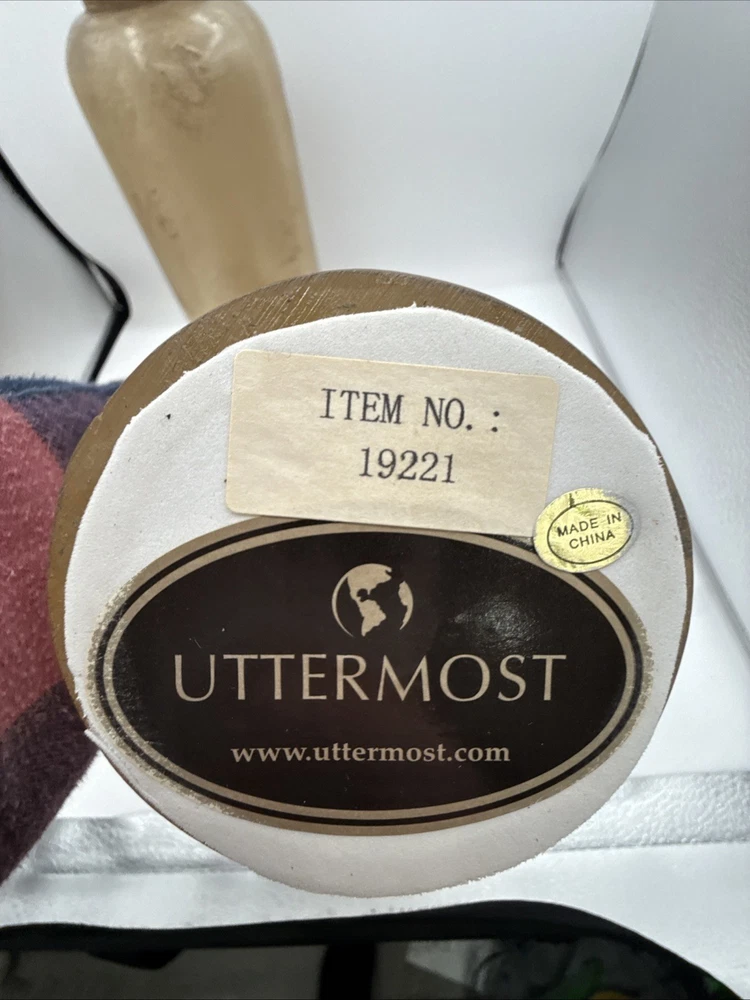 ITEM NO.:
19221
MADE IN
CHINA
UTTERMOST
www.uttermost.com